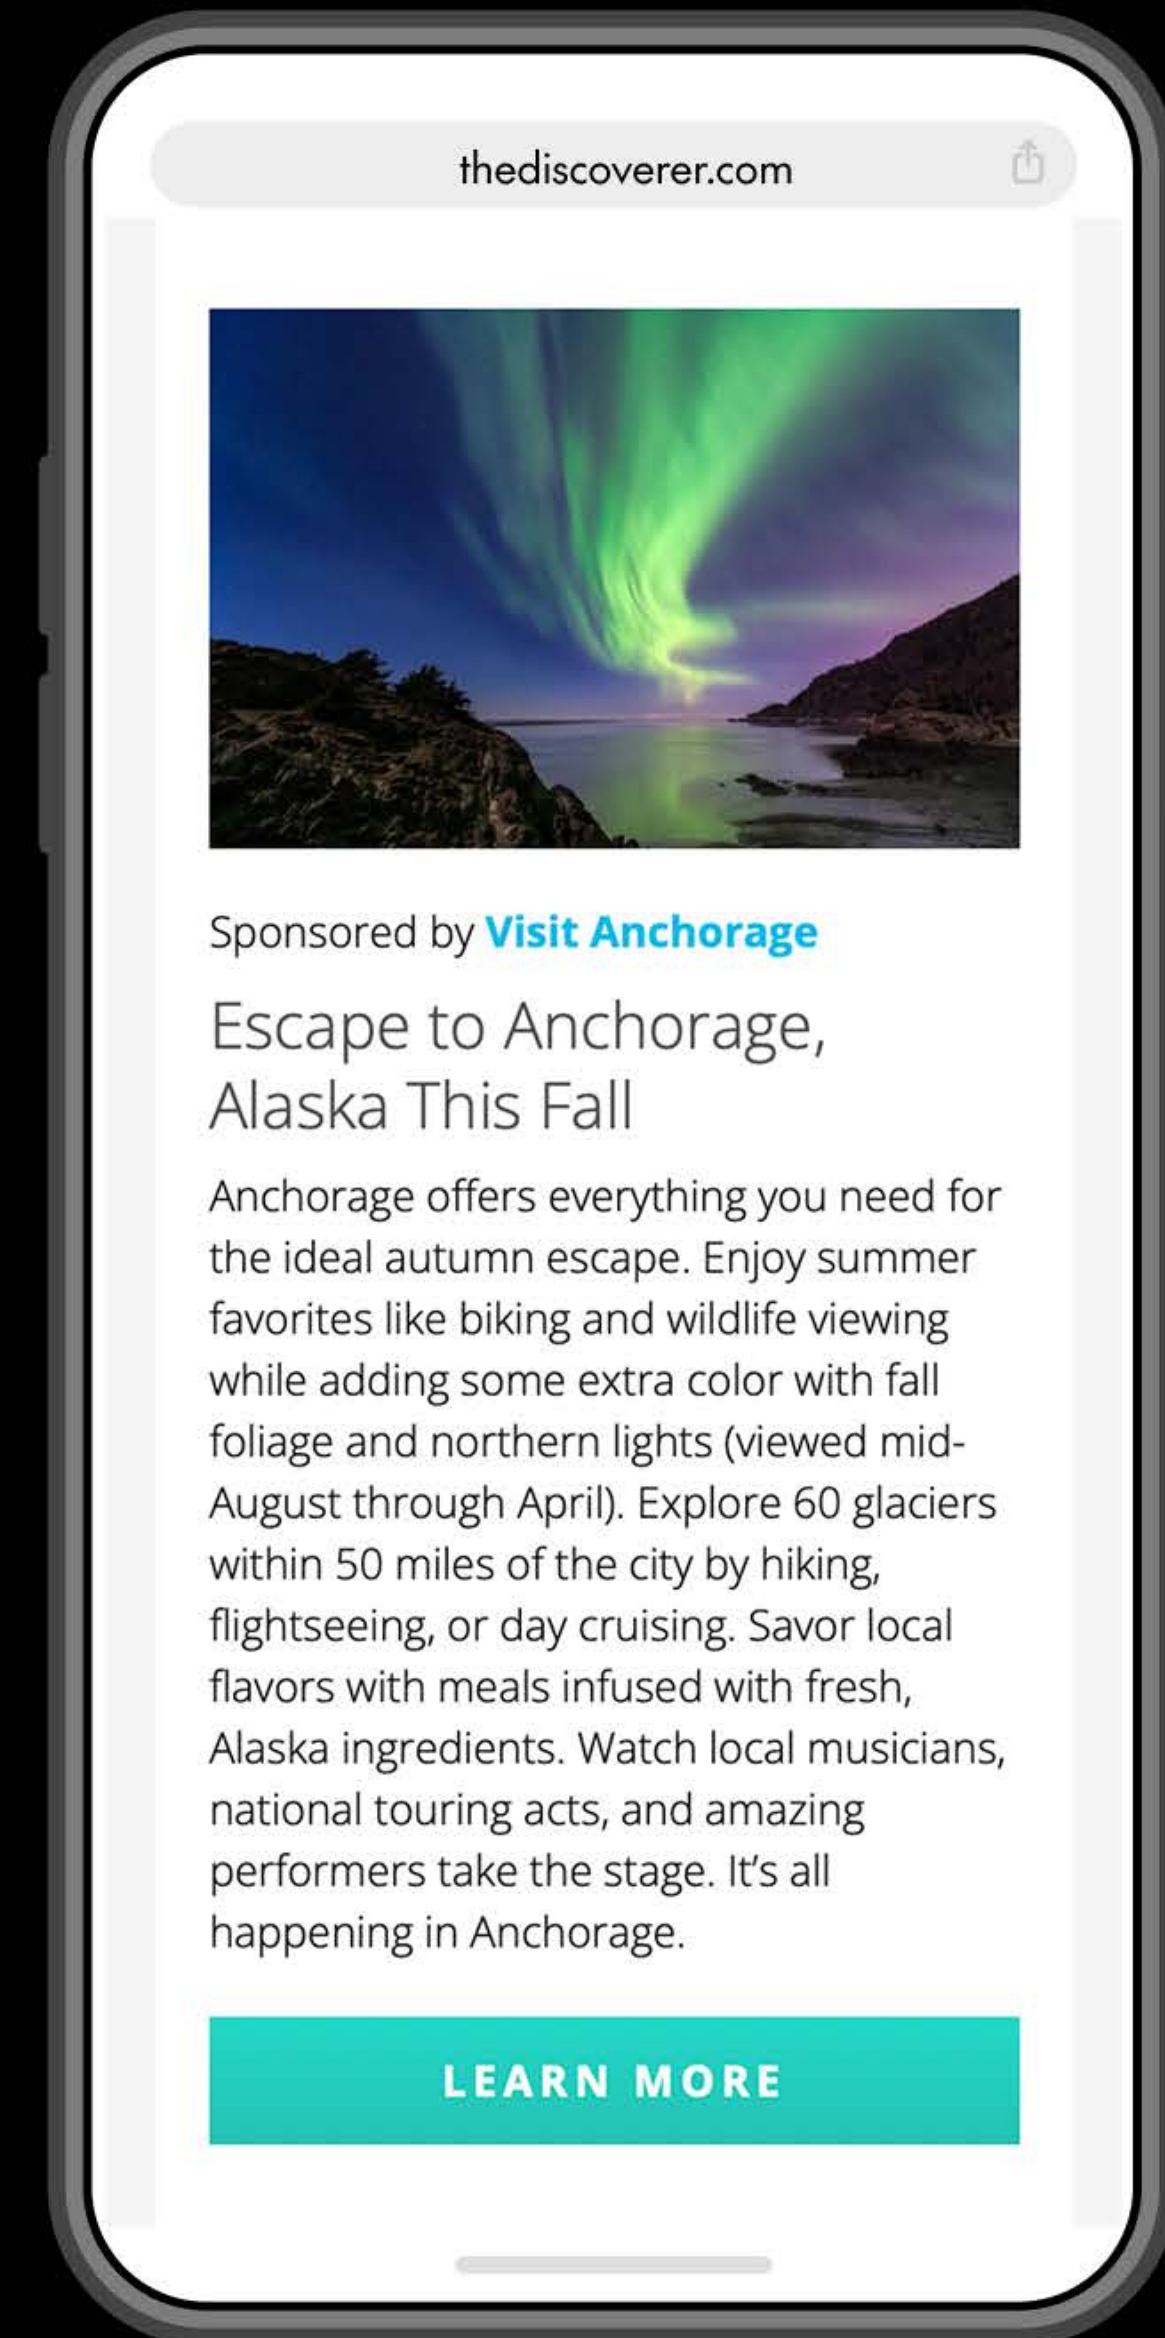 thediscoverer.com
Sponsored by Visit Anchorage
Escape to Anchorage,
Alaska This Fall
Anchorage offers everything you need for
the ideal autumn escape. Enjoy summer
favorites like biking and wildlife viewing
while adding some extra color with fall
foliage and northern lights (viewed mid-
August through April). Explore 60 glaciers
within 50 miles of the city by hiking,
flightseeing, or day cruising. Savor local
flavors with meals infused with fresh,
Alaska ingredients. Watch local musicians,
national touring acts, and amazing
performers take the stage. It’s all
happening in Anchorage.
LEARN MORE